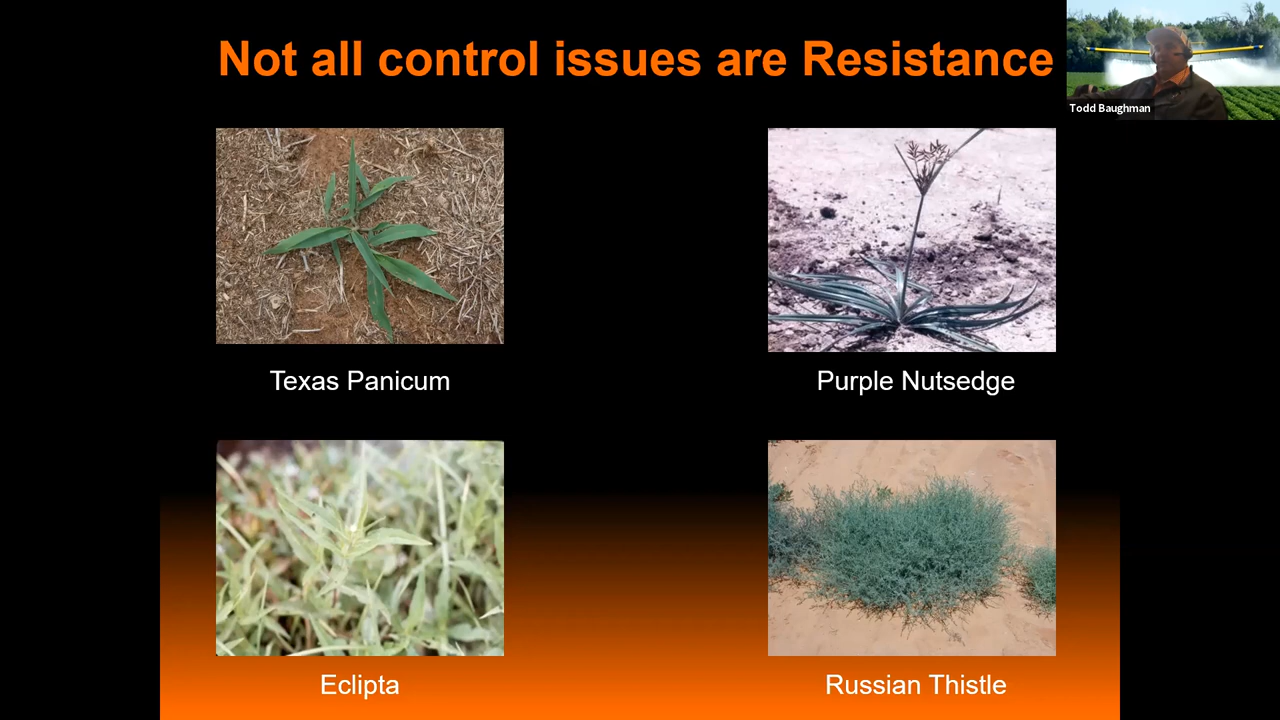 Not all control issues are Resistance
Todd Baughman
Texas Panicum
Purple Nutsedge
Eclipta
Russian Thistle